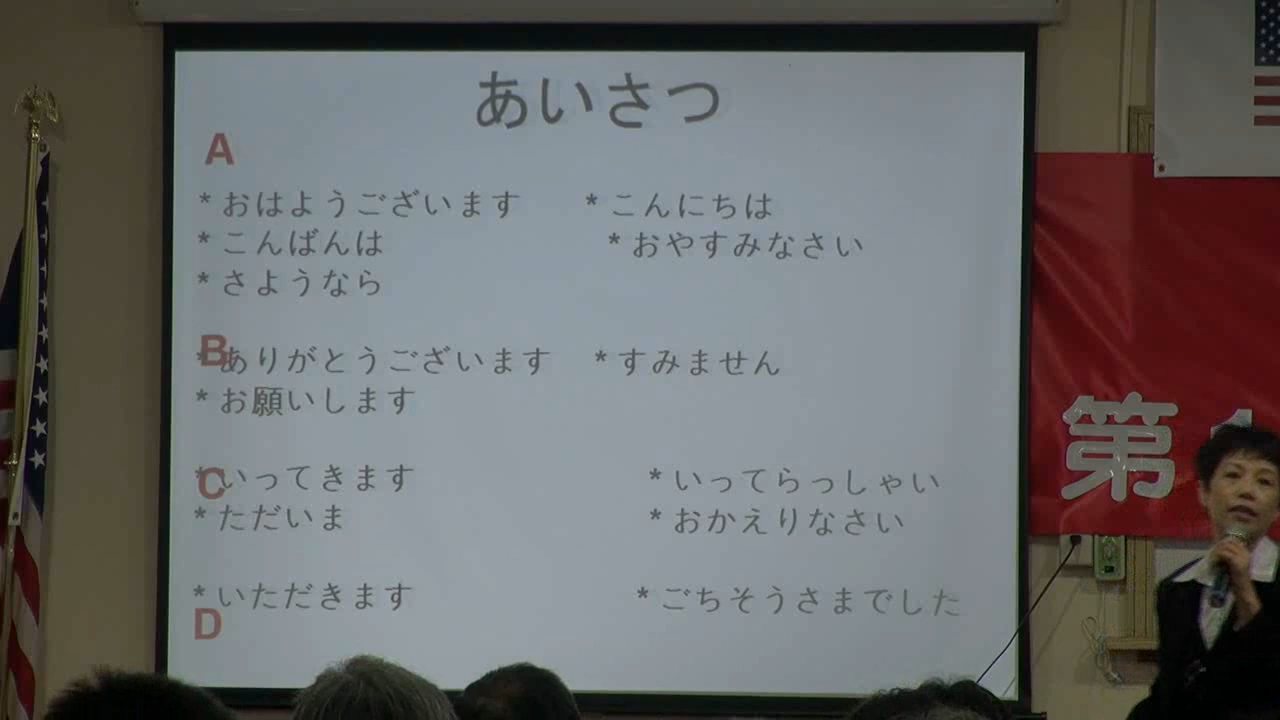 あいさつ
A
* おはようございます * こんにちは
* こんばんは * おやすみなさい
* さようなら
B
* ありがとうございます * すみません
* お願いします
C
* いってきます * いってらっしゃい
* ただいま * おかえりなさい
* いただきます * ごちそうさまでした
D
第